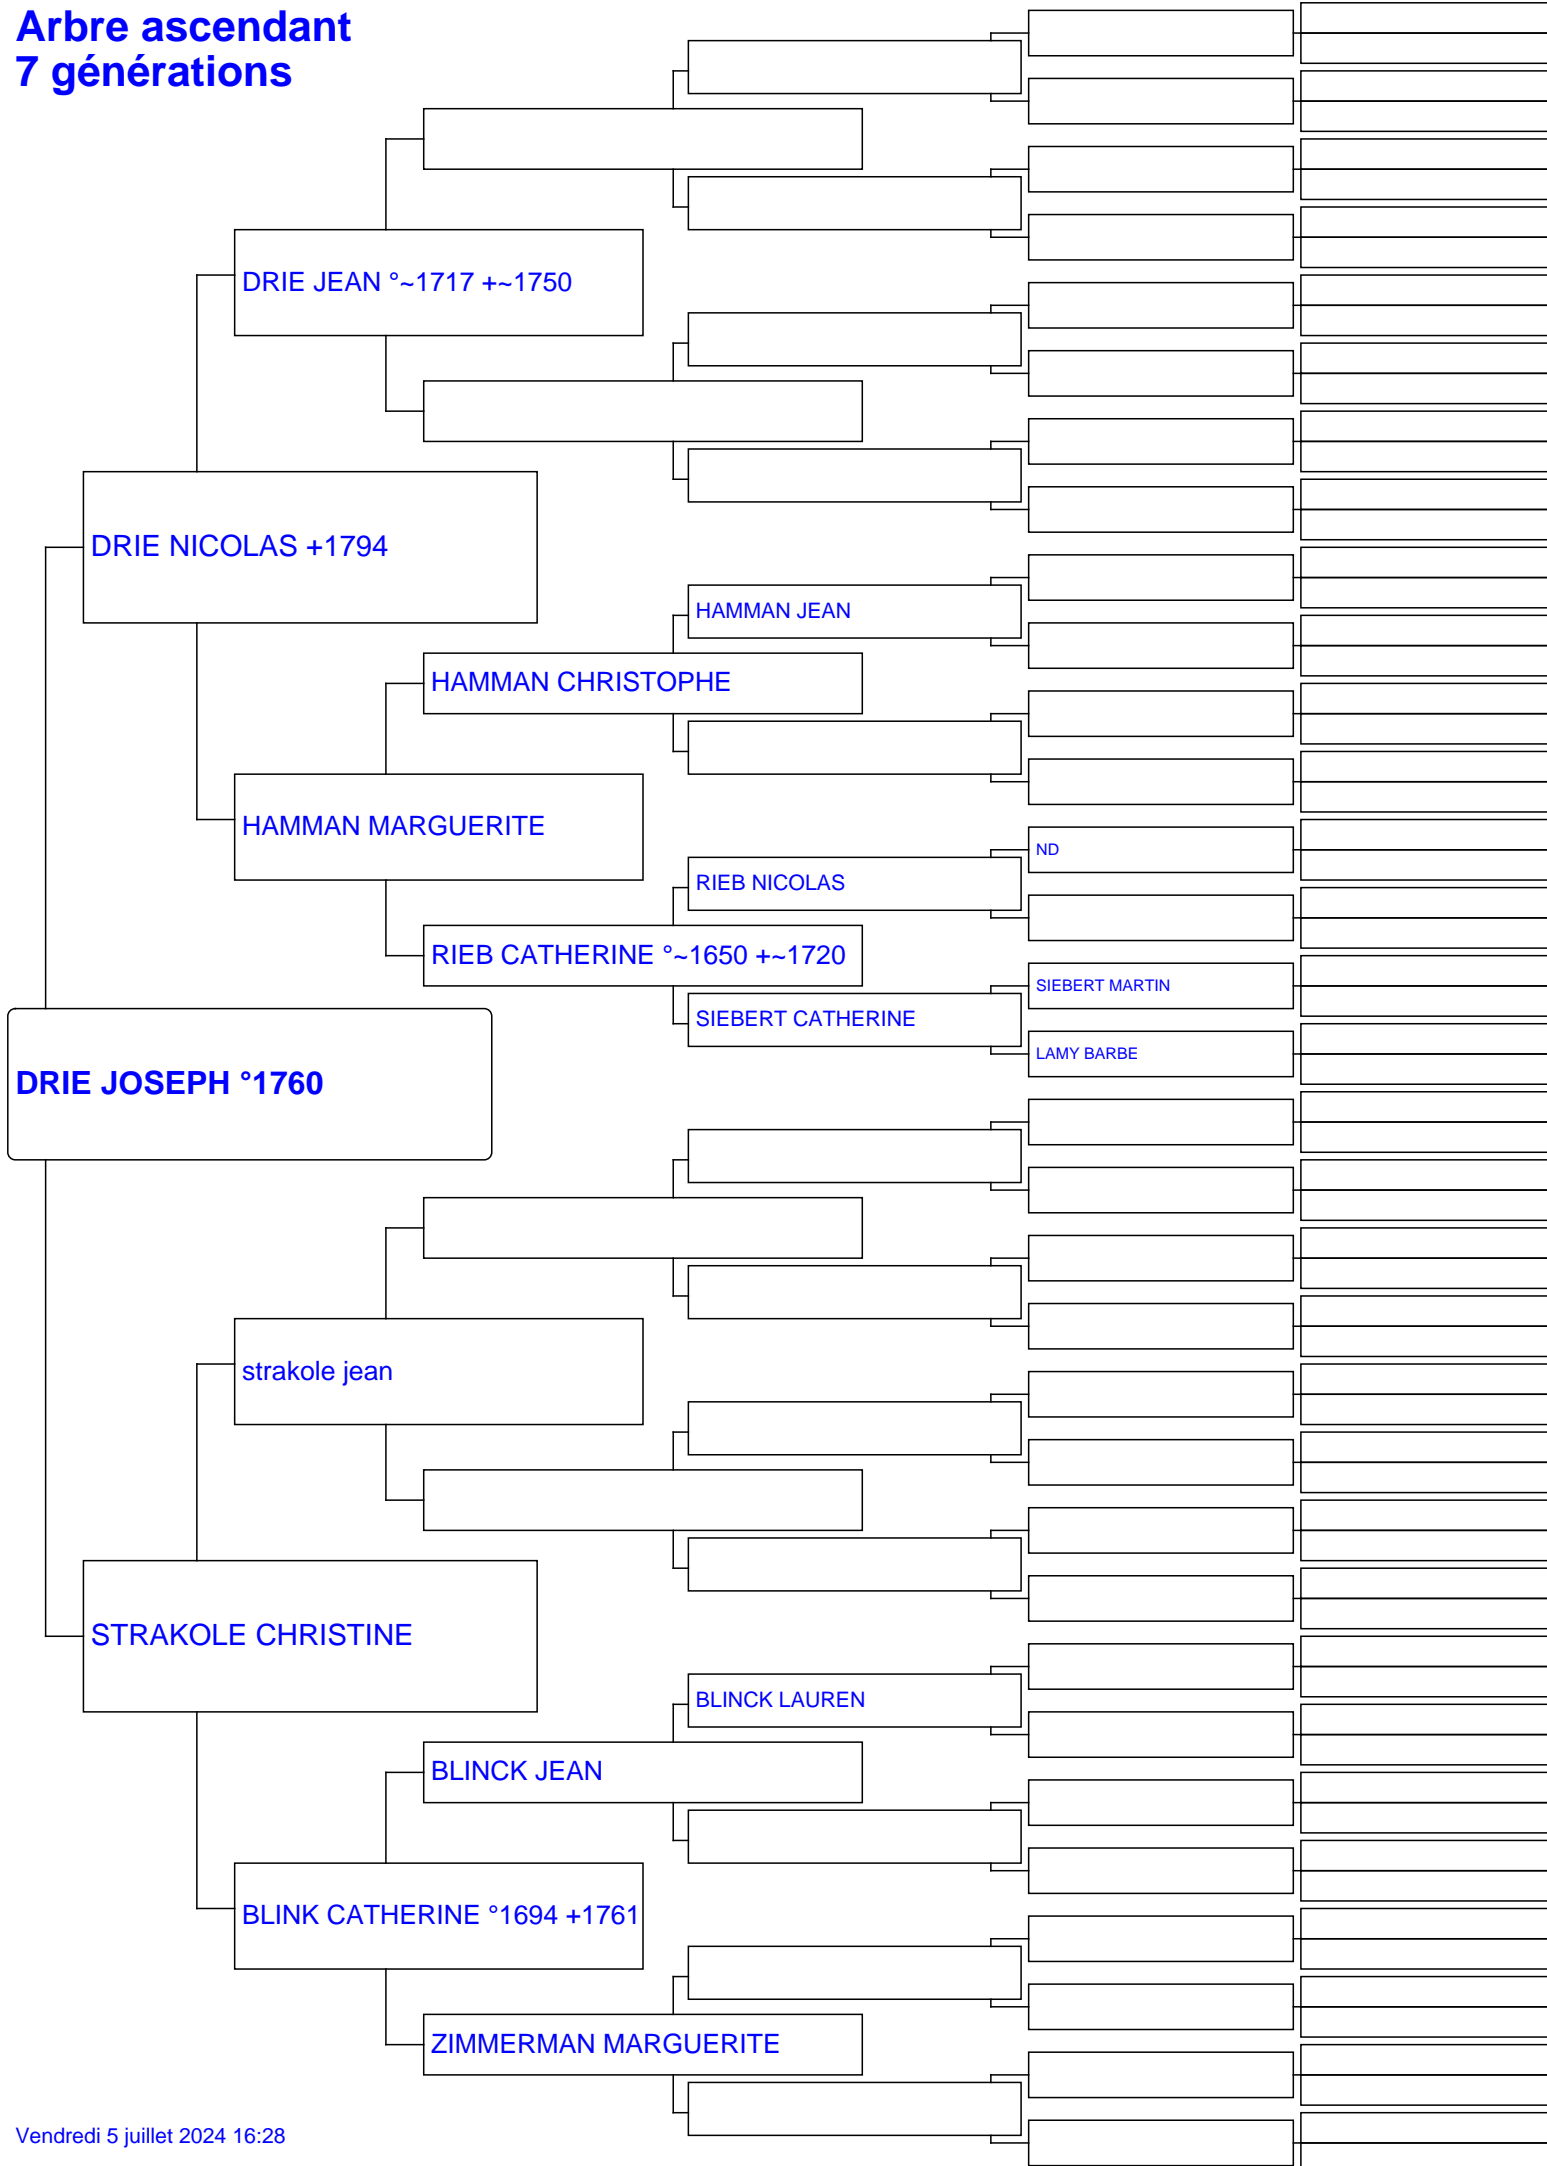 Arbre ascendant
7 générations
DRIE JEAN °~1717 +~1750
DRIE NICOLAS +1794
HAMMAN JEAN
HAMMAN CHRISTOPHE
HAMMAN MARGUERITE
ND
RIEB NICOLAS
RIEB CATHERINE °~1650 +~1720
SIEBERT MARTIN
SIEBERT CATHERINE
LAMY BARBE
DRIE JOSEPH °1760
strakole jean
STRAKOLE CHRISTINE
BLINCK LAUREN
BLINCK JEAN
BLINK CATHERINE °1694 +1761
ZIMMERMAN MARGUERITE
Vendredi 5 juillet 2024 16:28